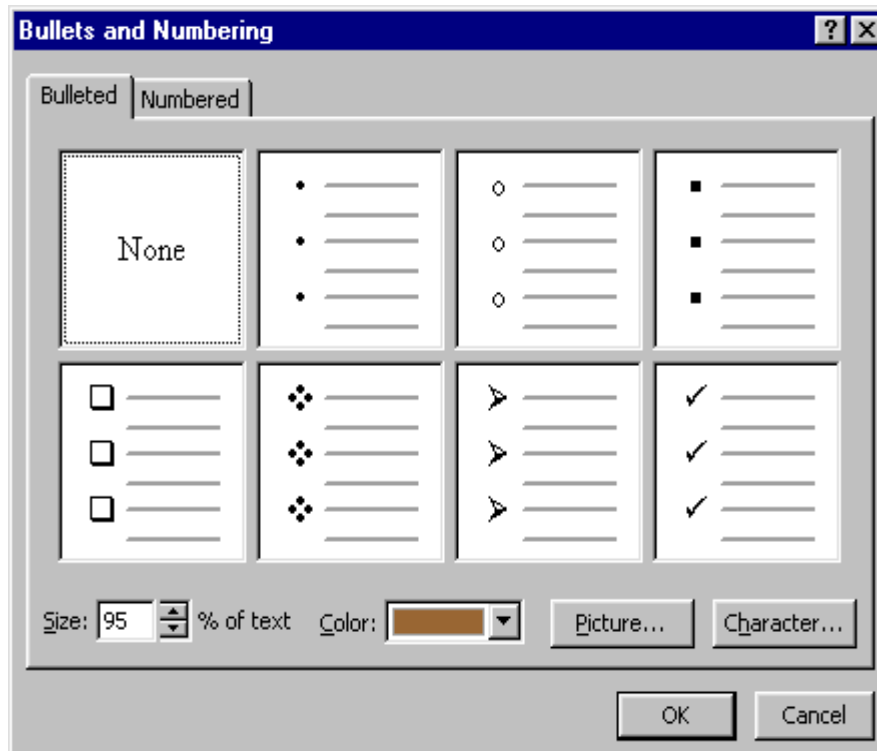 Bullets and Numbering
Bulleted Numbered
None
Size: 95 % of text Color: Picture... Character...
OK Cancel